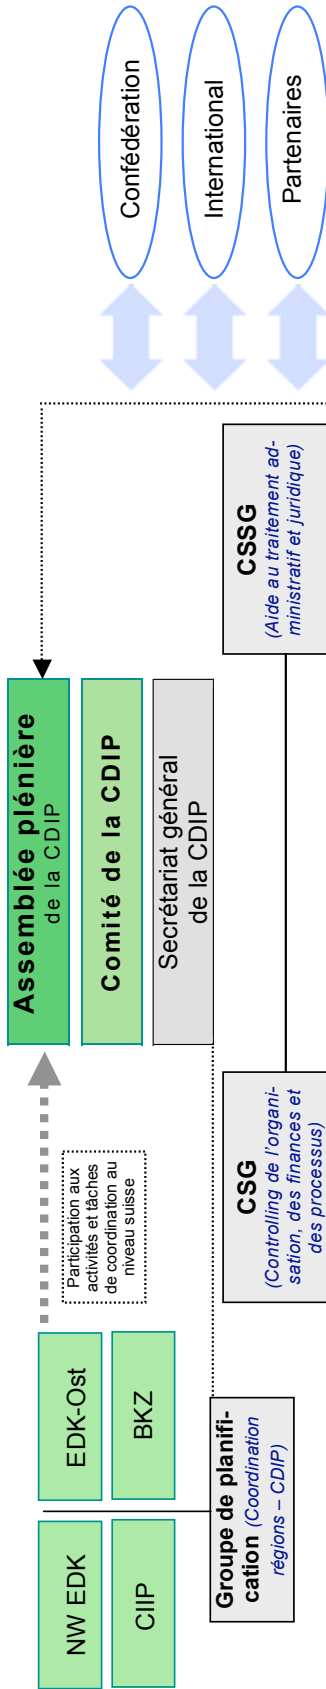 NW EDK
EDK-Ost
CIIP
BKZ
Groupe de planifi-
cation (Coordination
régions – CDIP)
Participation aux
activités et tâches
de coordination au
niveau suisse
Assemblée plénière
de la CDIP
Comité de la CDIP
Secrétariat général
de la CDIP
CSG
(Controlling de l'organi-
sation, des finances et
des processus)
CSSG
(Aide au traitement ad-
ministratif et juridique)
Confédération
International
Partenaires